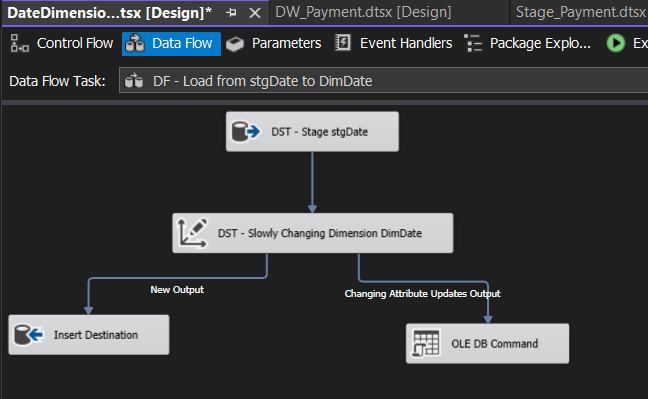 DateDimensio...tsx [Design]*
DW_Payment.dtsx [Design]
Stage_Payment.dtsx
Control Flow
Data Flow
Parameters
Event Handlers
Package Explo...
Ex
Data Flow Task:
DF - Load from stgDate to DimDate
DST - Stage stgDate
DST - Slowly Changing Dimension DimDate
New Output
Changing Attribute Updates Output
Insert Destination
OLE DB Command